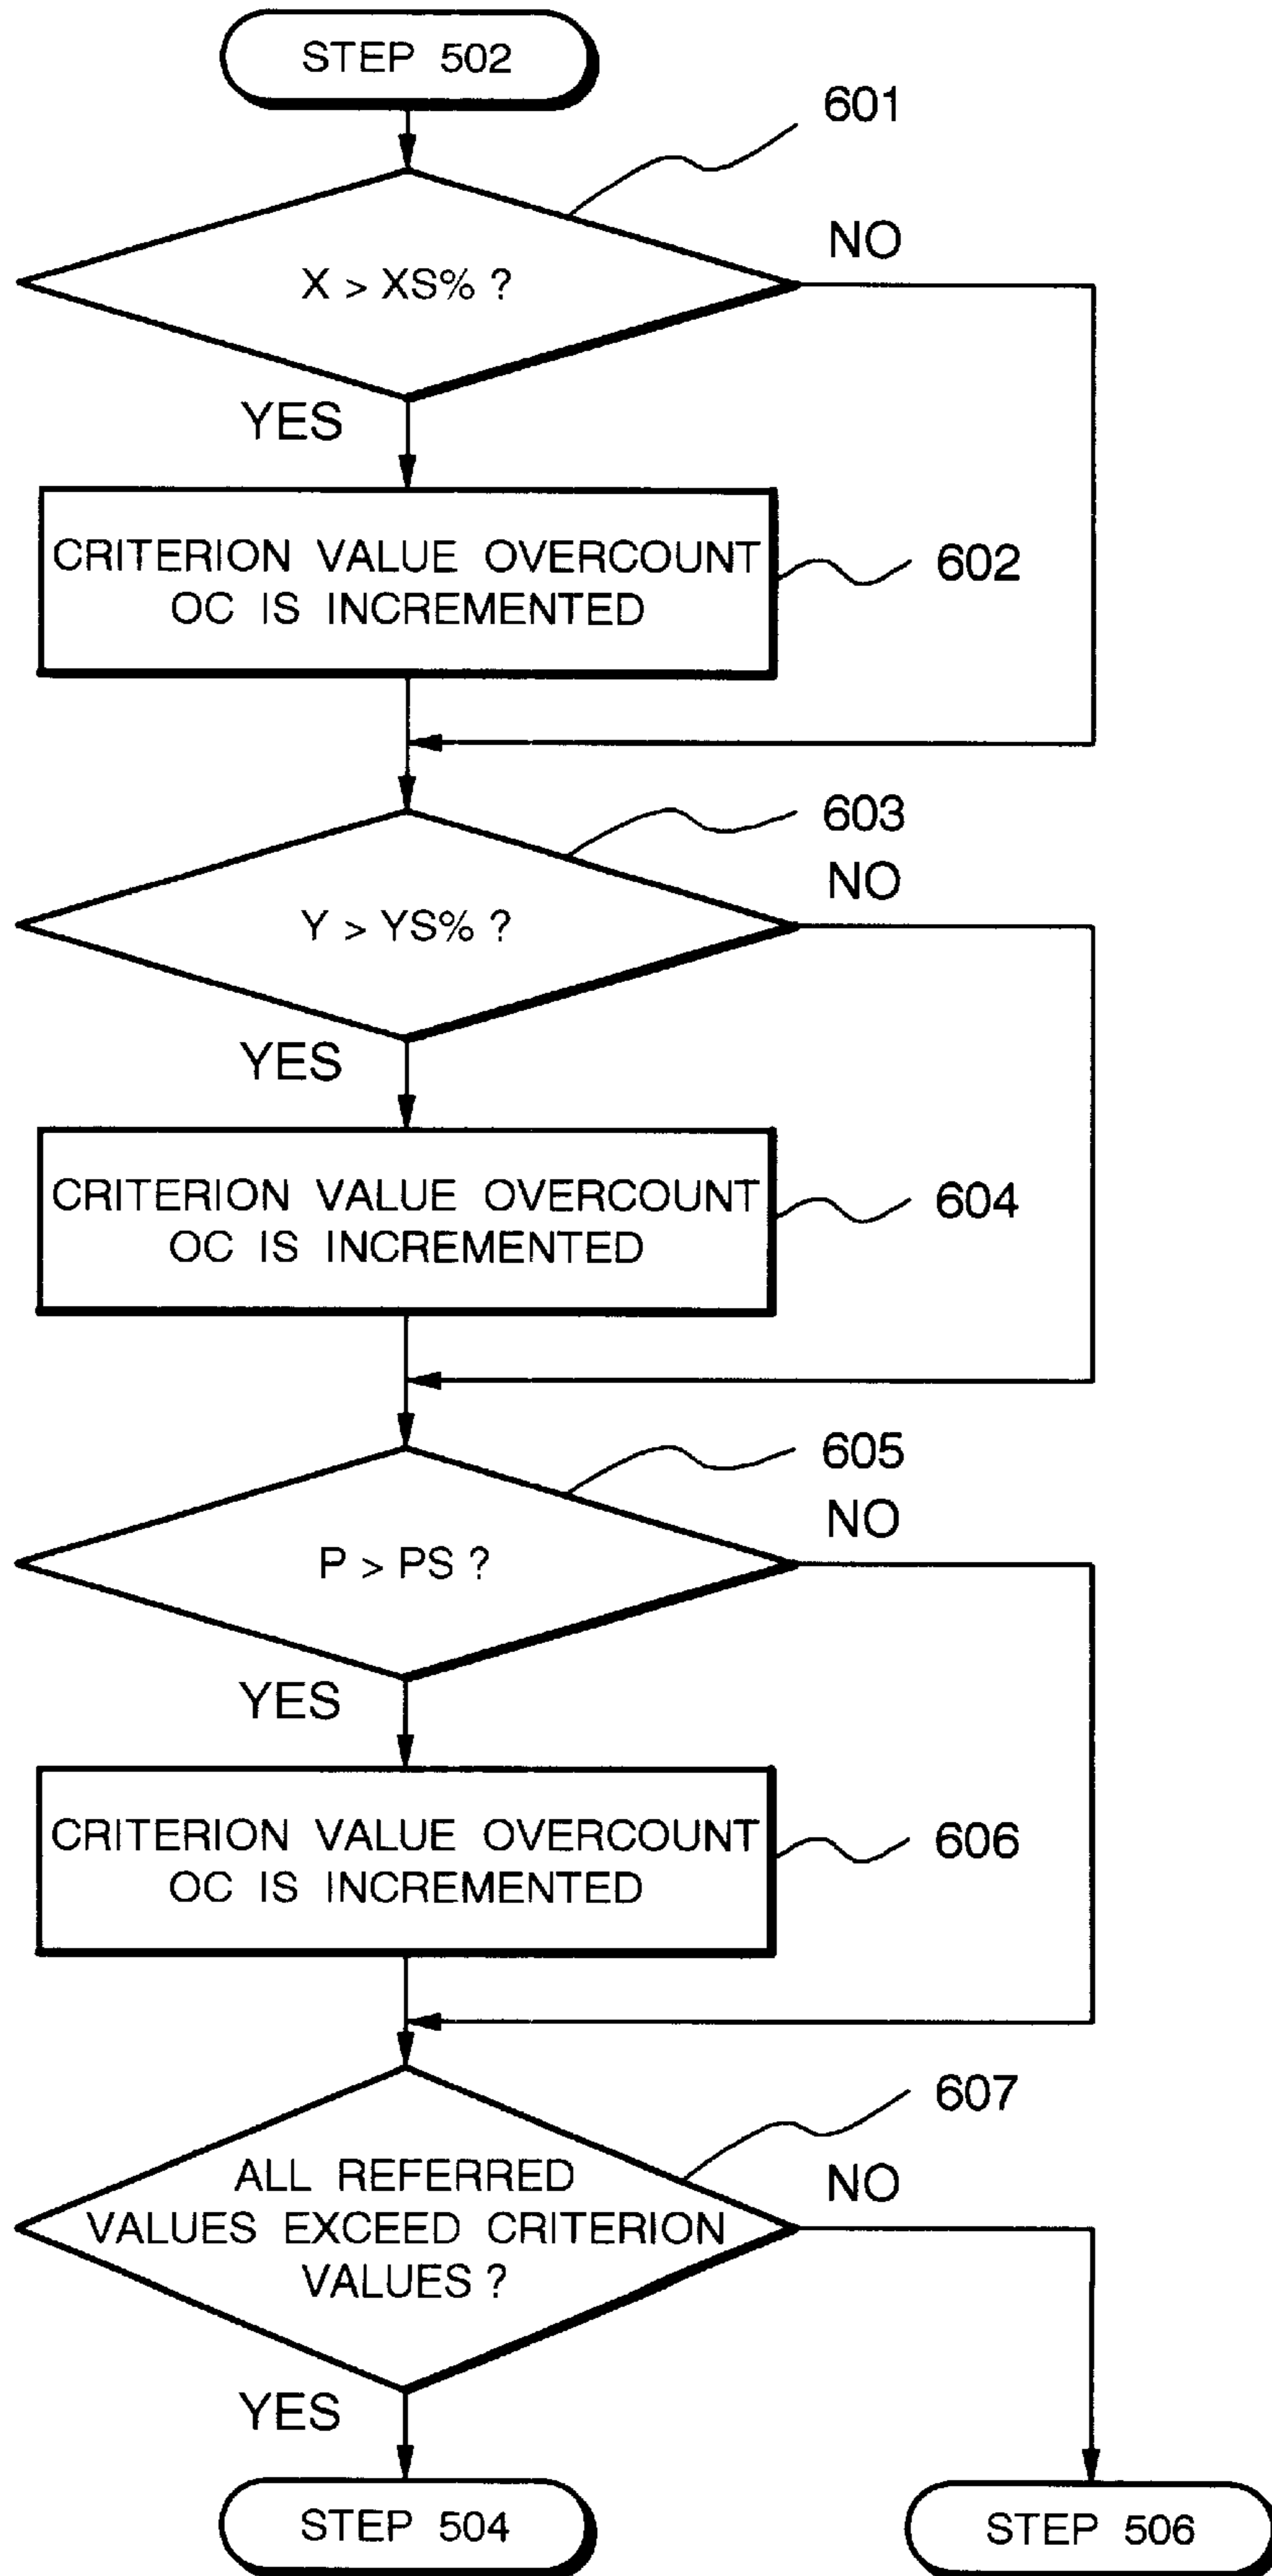 STEP 502
601
X > XS% ?
NO
YES
CRITERION VALUE OVERCOUNT
OC IS INCREMENTED
602
603
NO
Y > YS% ?
YES
CRITERION VALUE OVERCOUNT
OC IS INCREMENTED
604
605
NO
P > PS ?
YES
CRITERION VALUE OVERCOUNT
OC IS INCREMENTED
606
607
ALL REFERRED
VALUES EXCEED CRITERION
VALUES ?
NO
YES
STEP 504
STEP 506